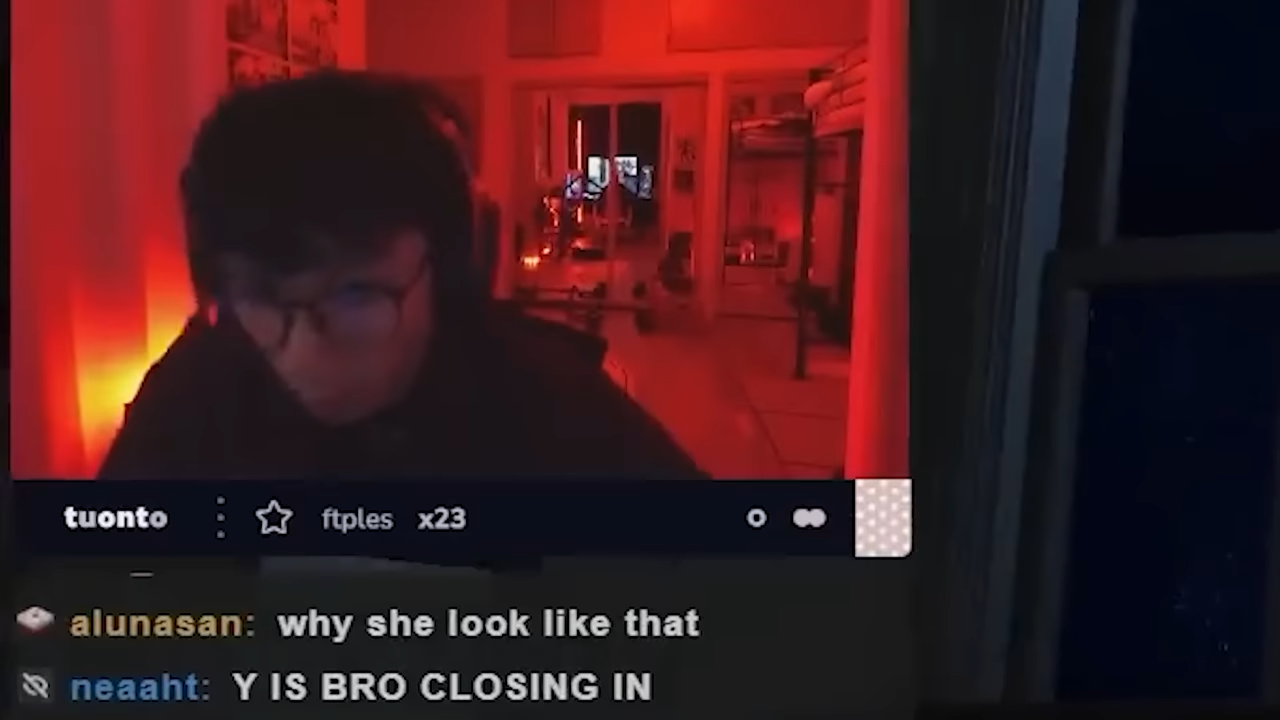 tuonto ftples x23
alunasan: why she look like that
neaaht: Y IS BRO CLOSING IN